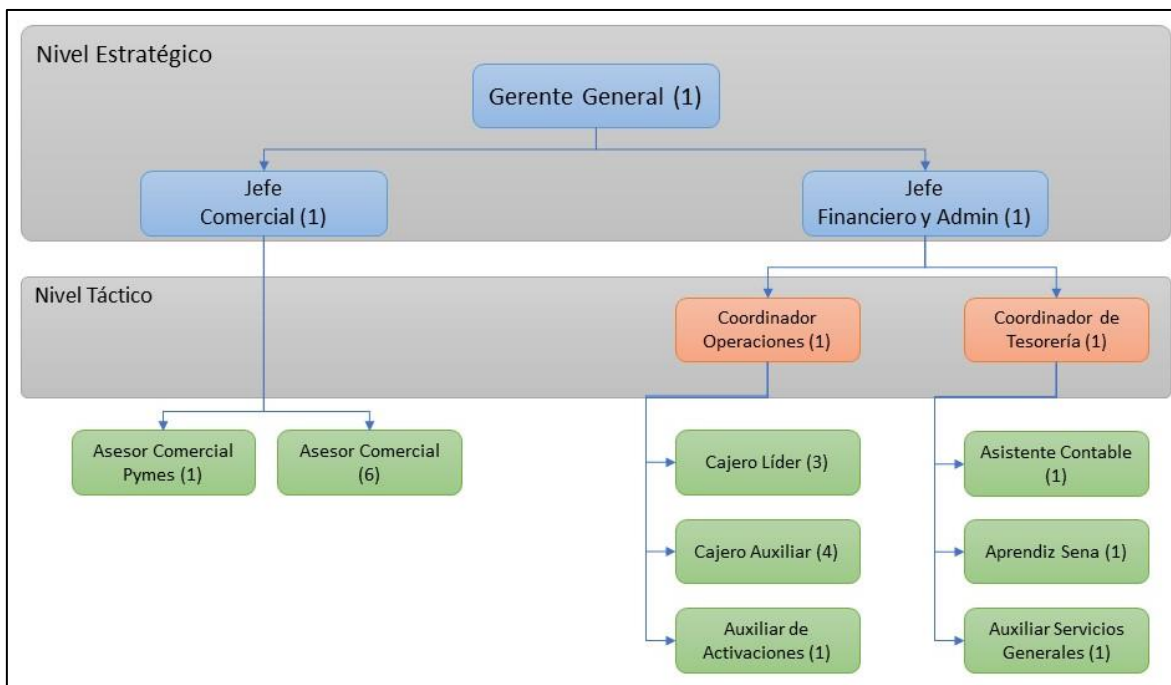 Nivel Estratégico
Gerente General (1)
Jefe
Comercial (1)
Jefe
Financiero y Admin (1)
Nivel Táctico
Coordinador
Operaciones (1)
Coordinador de
Tesorería (1)
Asesor Comercial
Pymes (1)
Asesor Comercial
(6)
Cajero Líder (3)
Asistente Contable
(1)
Cajero Auxiliar (4)
Aprendiz Sena (1)
Auxiliar de
Activaciones (1)
Auxiliar Servicios
Generales (1)